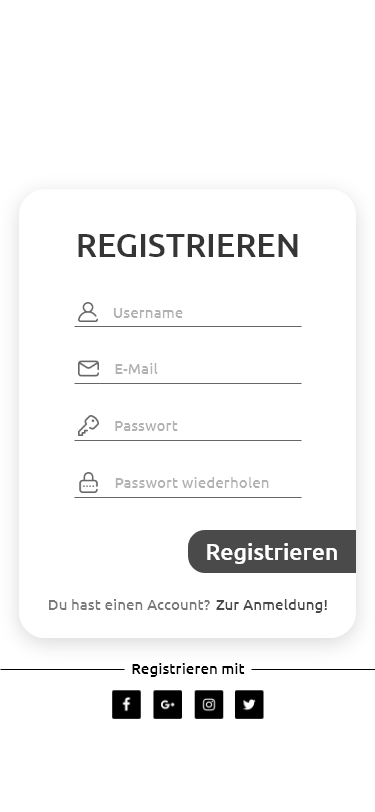 REGISTRIEREN
Username
E-Mail
Passwort
Passwort wiederholen
Registrieren
Du hast einen Account? Zur Anmeldung!
Registrieren mit